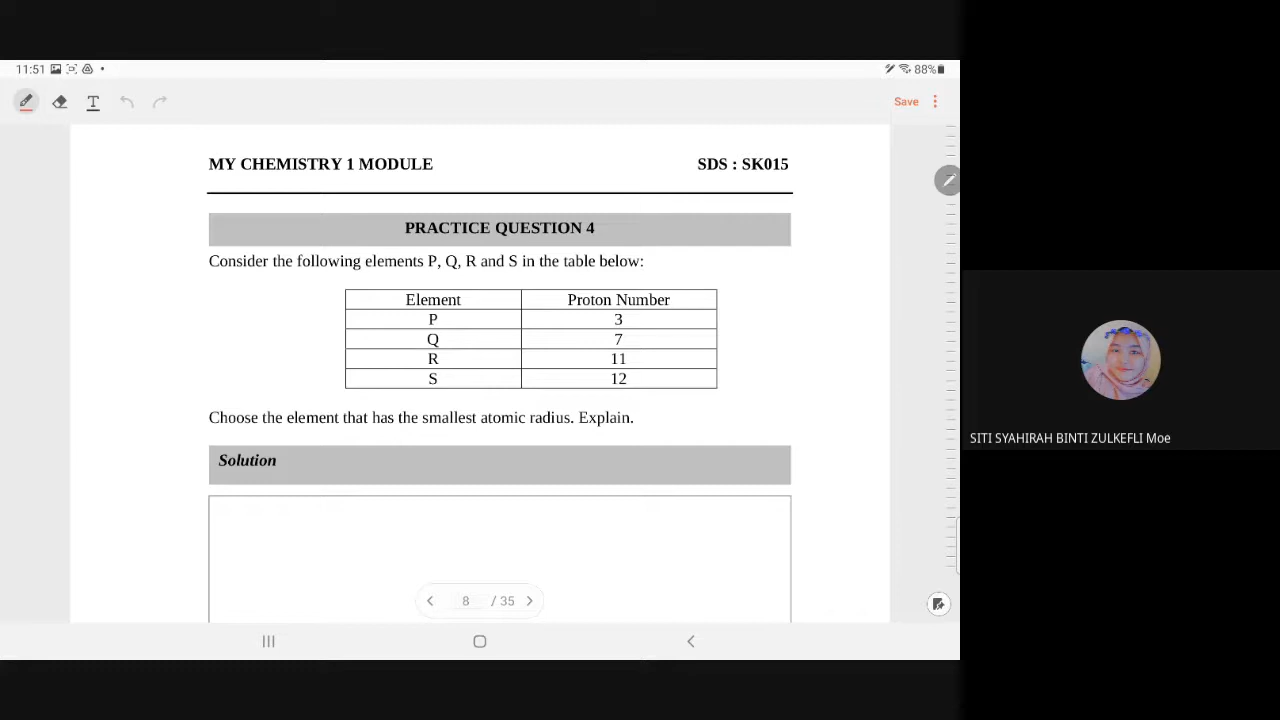 11:51
88%
Save
MY CHEMISTRY 1 MODULE SDS : SK015
PRACTICE QUESTION 4
Consider the following elements P, Q, R and S in the table below:
Element Proton Number
P 3
Q 7
R 11
S 12
Choose the element that has the smallest atomic radius. Explain.
Solution
8 / 35
SITI SYAHIRAH BINTI ZULKEFLI Moe